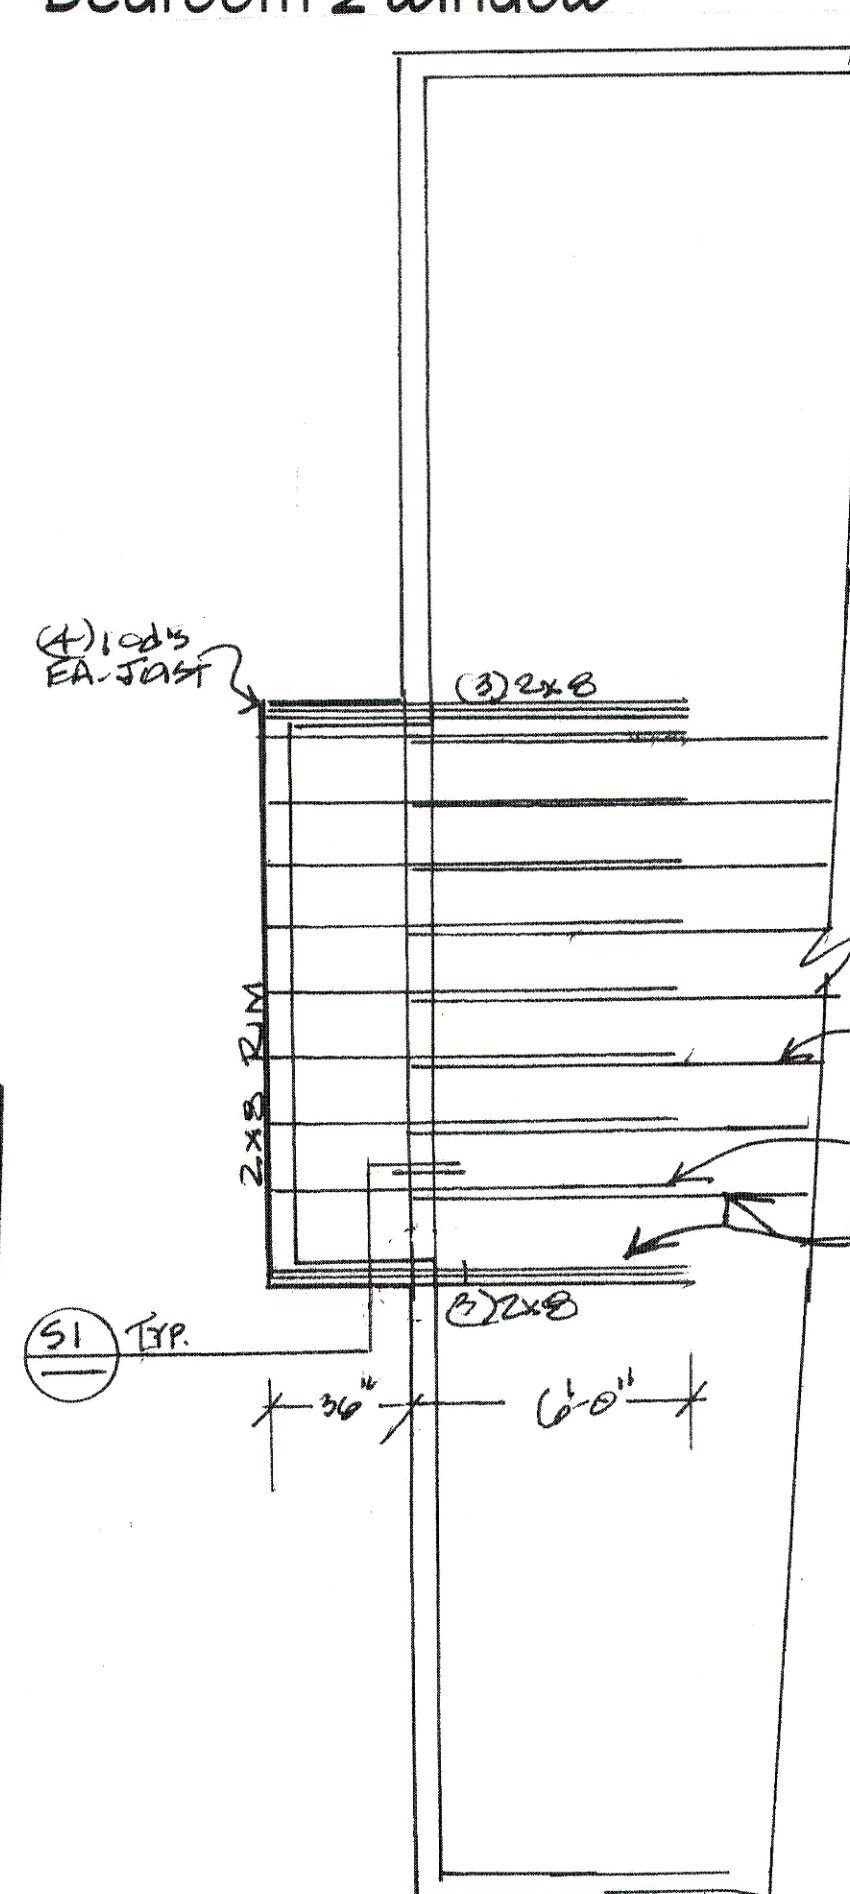 Bedroom 2 window
(4) 10d's
EA. JOIST
(3) 2x8
2x8 RIM
(3) 2x8
S1 TYP.
36" 6'-0"